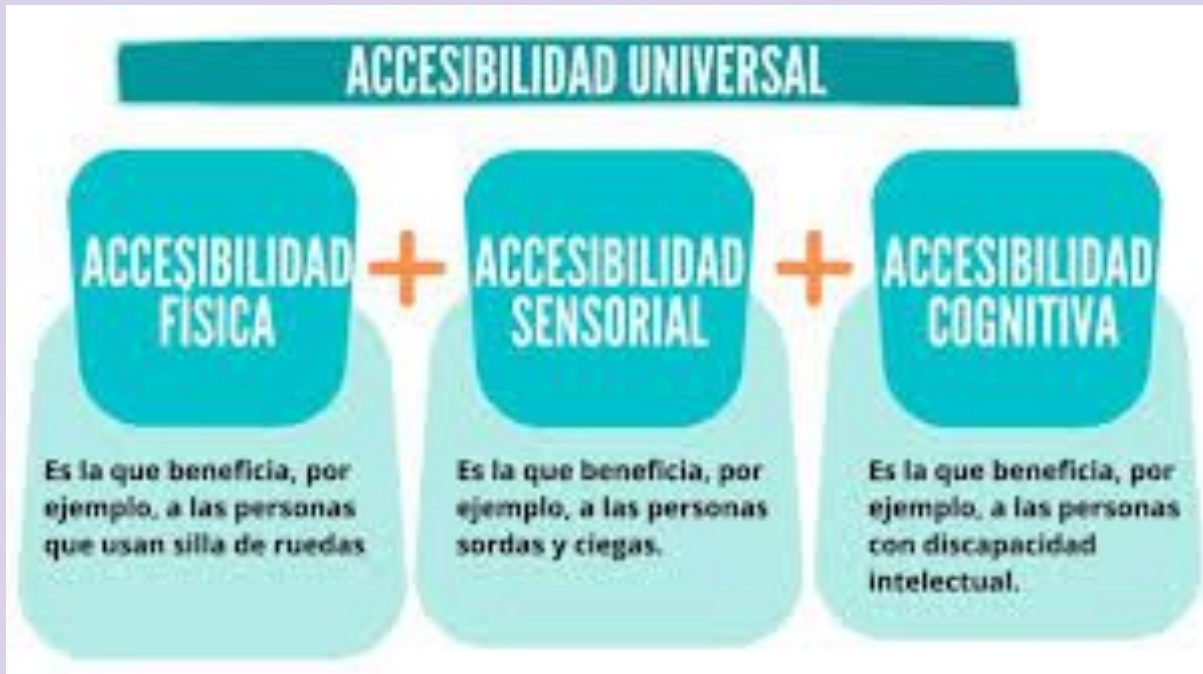 ACCESIBILIDAD UNIVERSAL
ACCESIBILIDAD
FÍSICA
Es la que beneficia, por
ejemplo, a las personas
que usan silla de ruedas
ACCESIBILIDAD
SENSORIAL
Es la que beneficia, por
ejemplo, a las personas
sordas y ciegas.
ACCESIBILIDAD
COGNITIVA
Es la que beneficia, por
ejemplo, a las personas
con discapacidad
intelectual.